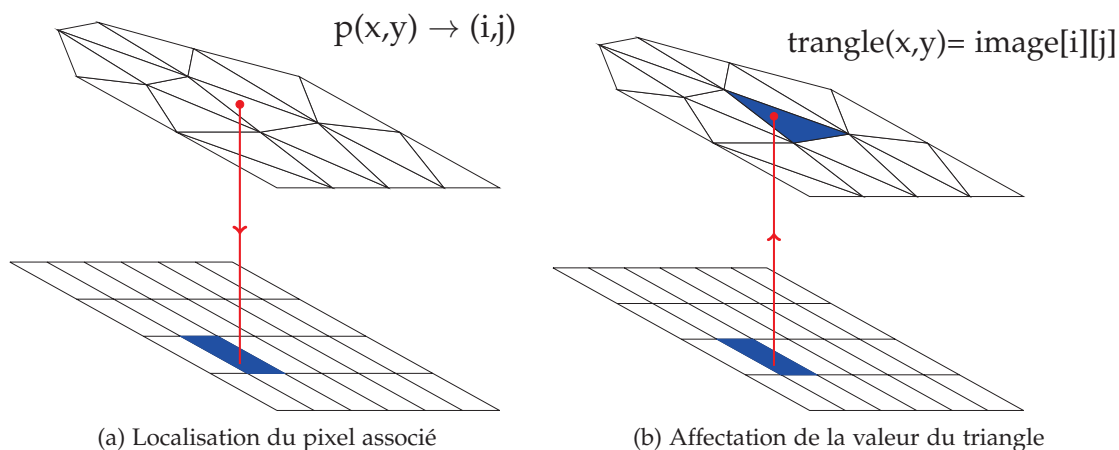 p(x,y) → (i,j)
trangle(x,y)= image[i][j]
(a) Localisation du pixel associé
(b) Affectation de la valeur du triangle